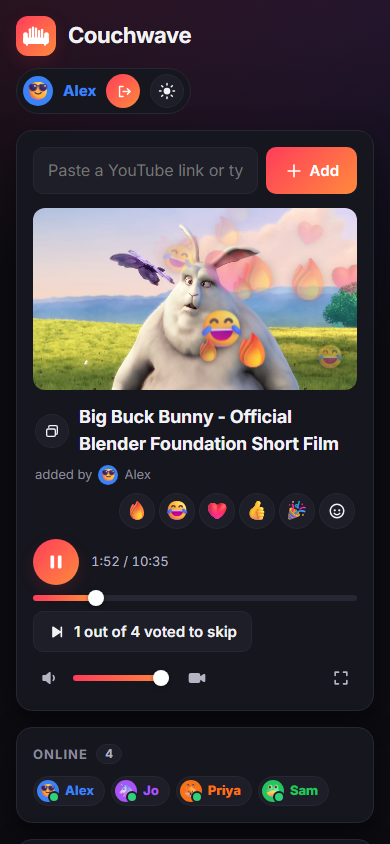 Couchwave
Alex
Paste a YouTube link or ty
Add
Big Buck Bunny - Official
Blender Foundation Short Film
added by Alex
1:52 / 10:35
1 out of 4 voted to skip
ONLINE 4
Alex Jo Priya Sam